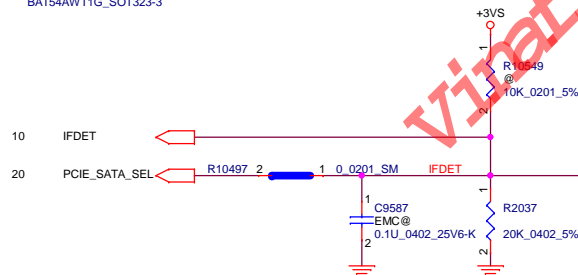 BAT54AWT1G_SOT323-3
+3VS
1
R10549
@
10K_0201_5%
2
10 IFDET
20 PCIE_SATA_SEL R10497 2 1 0_0201_SM IFDET
1
C9587
EMC@
0.1U_0402_25V6-K
2
1
R2037
20K_0402_5%
2